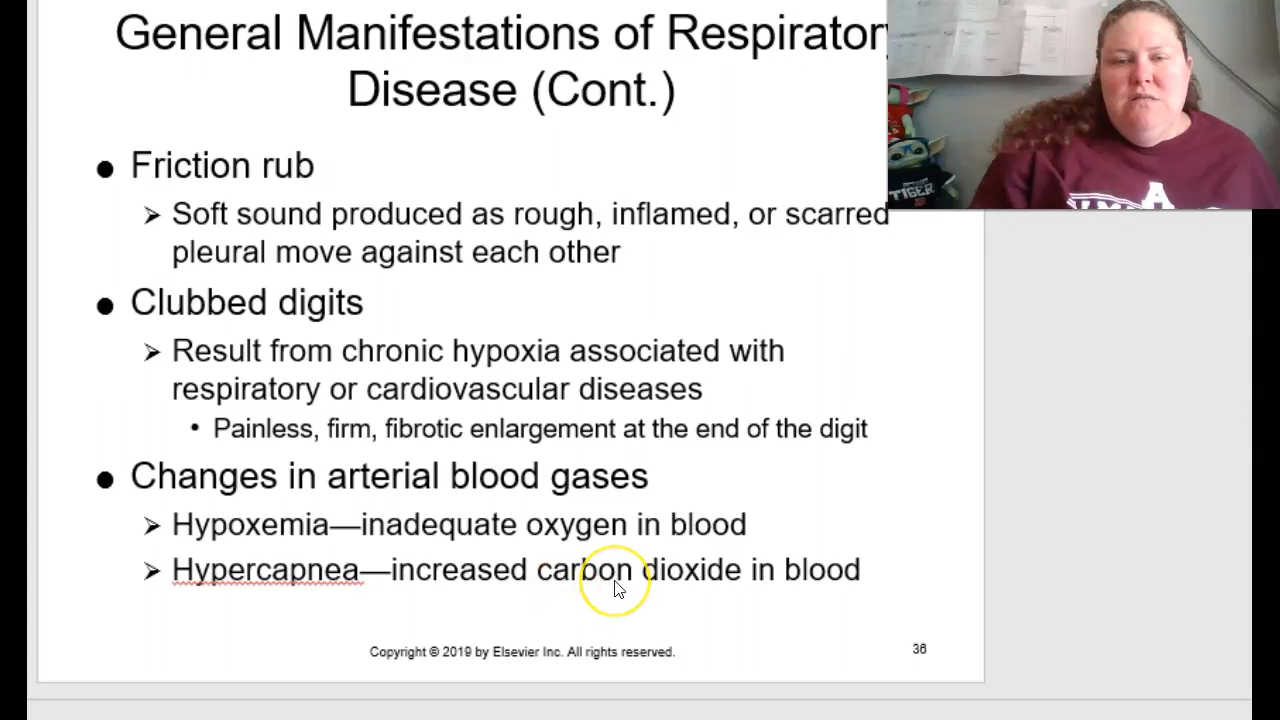 General Manifestations of Respirator
Disease (Cont.)
● Friction rub
➢ Soft sound produced as rough, inflamed, or scarred
pleural move against each other
● Clubbed digits
➢ Result from chronic hypoxia associated with
respiratory or cardiovascular diseases
• Painless, firm, fibrotic enlargement at the end of the digit
● Changes in arterial blood gases
➢ Hypoxemia—inadequate oxygen in blood
➢ Hypercapnea—increased carbon dioxide in blood
Copyright © 2019 by Elsevier Inc. All rights reserved.
36
TIGER